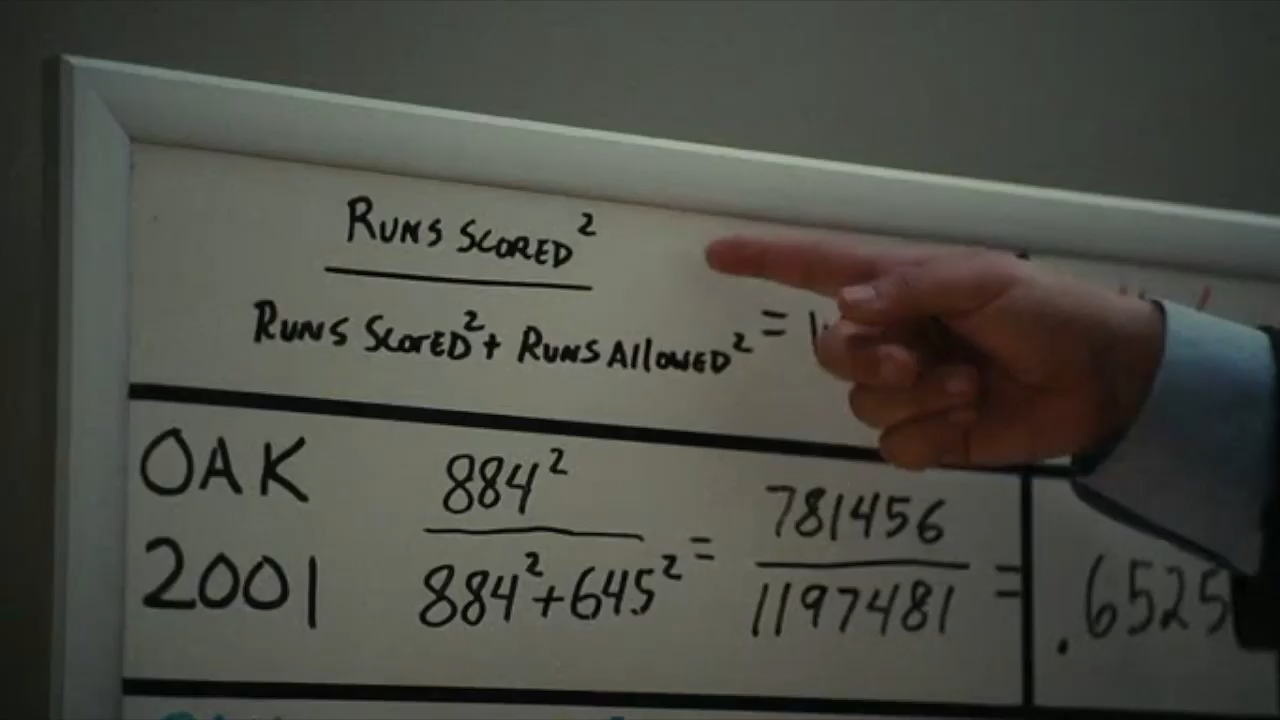 RUNS SCORED²
RUNS SCORED² + RUNS ALLOWED² =
OAK
2001
884²
884² + 645²
=
781456
1197481
=
.6525